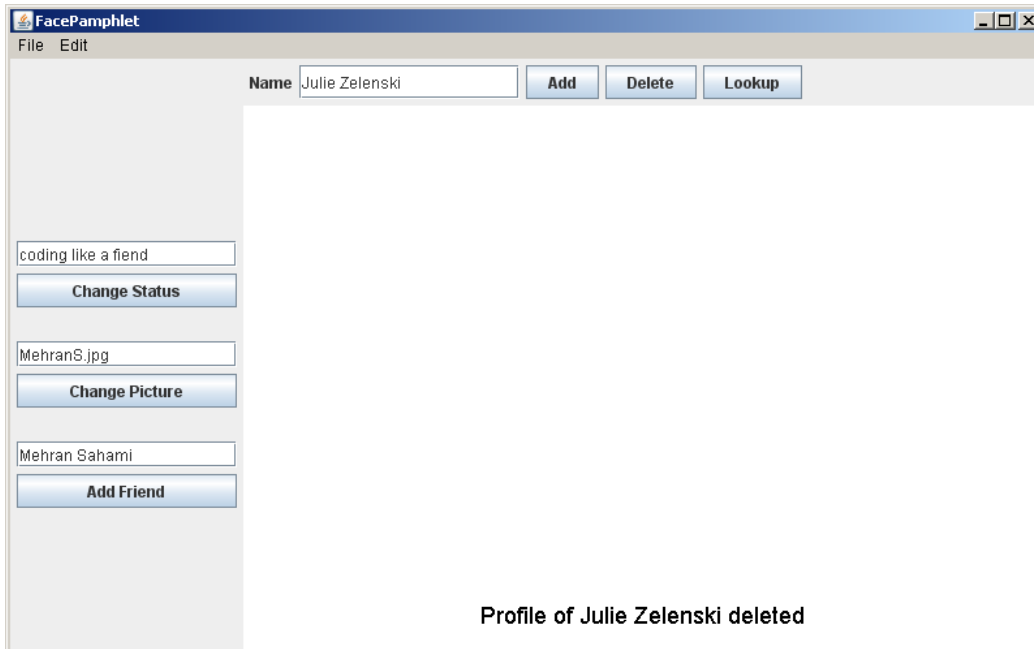 FacePamphlet
File Edit
Name Julie Zelenski Add Delete Lookup
coding like a fiend
Change Status
MehranS.jpg
Change Picture
Mehran Sahami
Add Friend
Profile of Julie Zelenski deleted